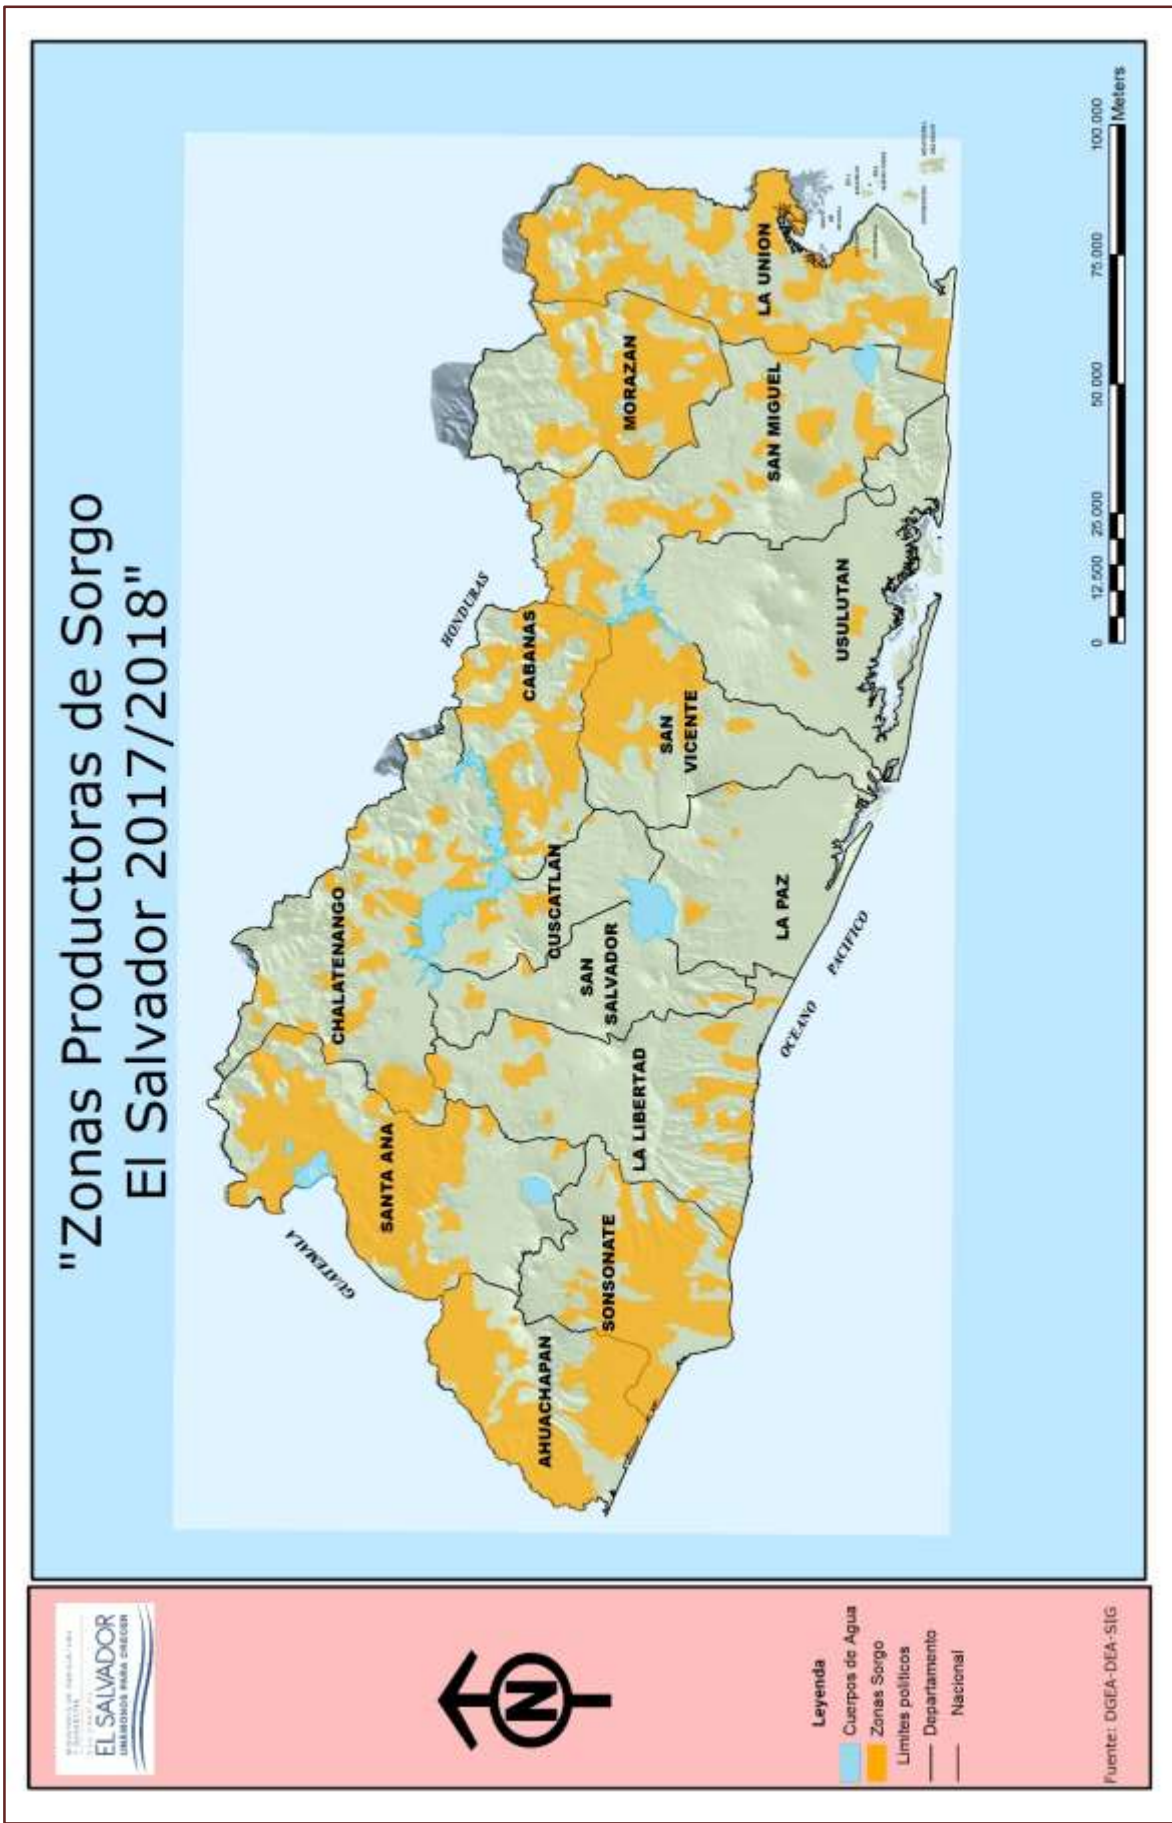 "Zonas Productoras de Sorgo
El Salvador 2017/2018"
HONDURAS
GUATEMALA
CHALATENANGO
SANTA ANA
CABANAS
MORAZAN
CUSCATLAN
AHUACHAPAN
SONSONATE
SAN
SALVADOR
LA LIBERTAD
SAN
VICENTE
SAN MIGUEL
LA UNION
LA PAZ
USULUTAN
OCEANO PACIFICO
0 12.500 25.000 50.000 75.000 100.000
Meters
EL SALVADOR
UNÁMONOS PARA CRECER
N
Leyenda
Cuerpos de Agua
Zonas Sorgo
Limites politicos
Departamento
Nacional
Fuente: DGEA-DEA-SIG